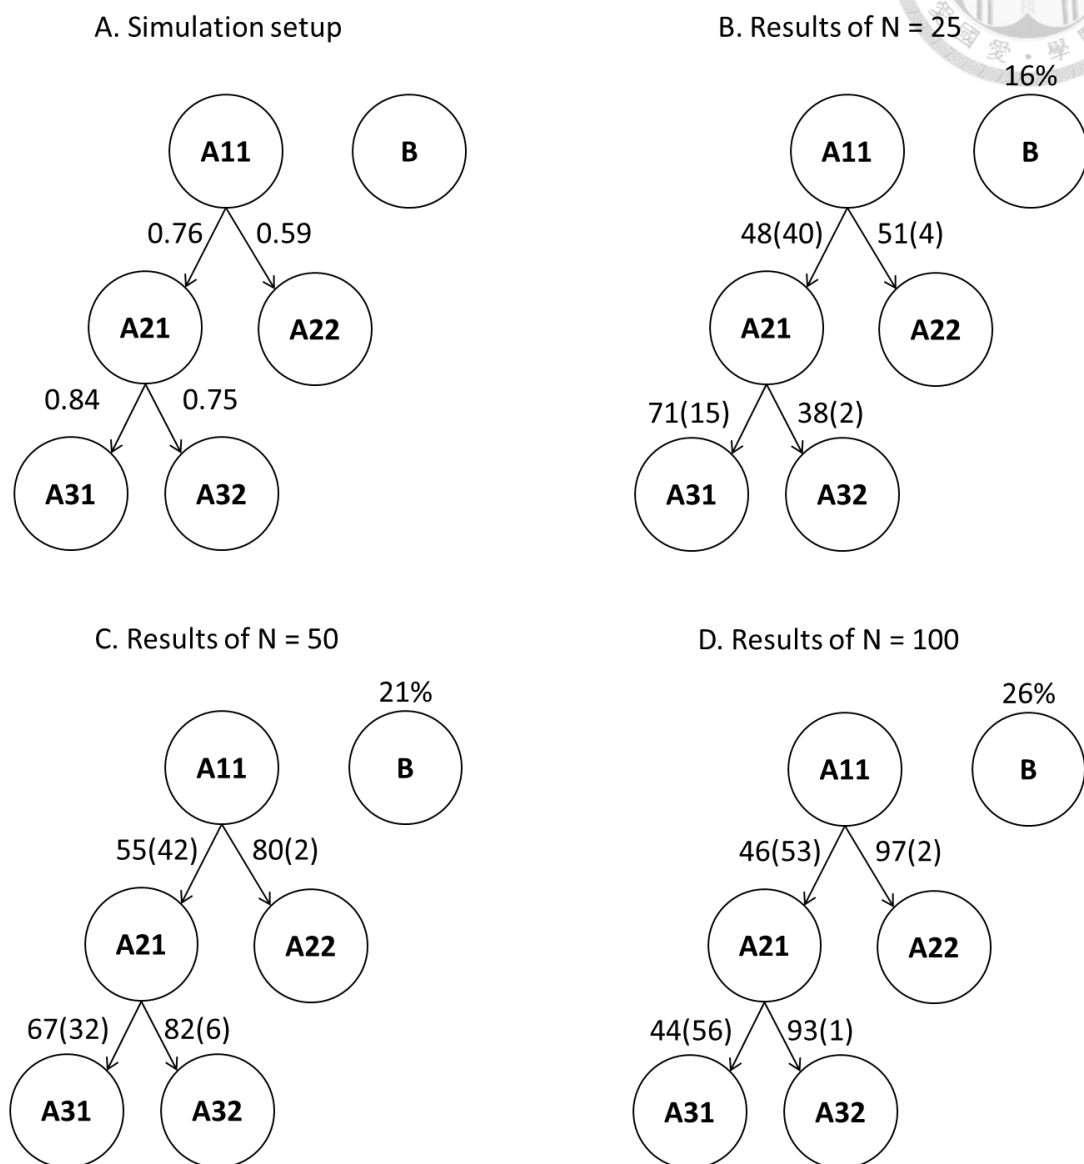 A. Simulation setup
A11
B
0.76
0.59
A21
A22
0.84
0.75
A31
A32
B. Results of N = 25
國愛·學
16%
A11
B
48(40)
51(4)
A21
A22
71(15)
38(2)
A31
A32
C. Results of N = 50
21%
A11
B
55(42)
80(2)
A21
A22
67(32)
82(6)
A31
A32
D. Results of N = 100
26%
A11
B
46(53)
97(2)
A21
A22
44(56)
93(1)
A31
A32